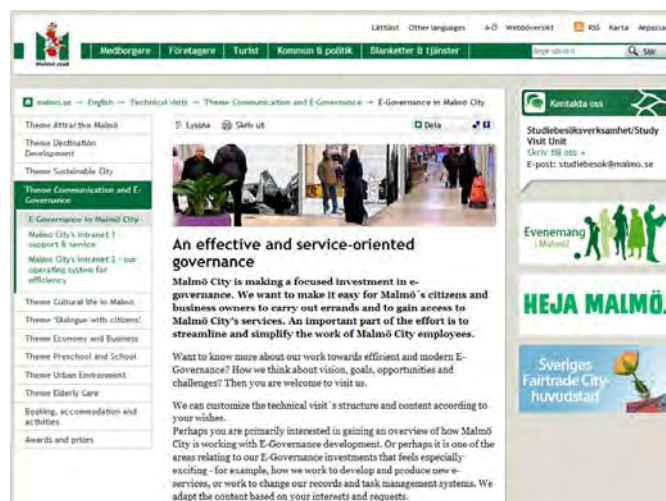 Lättläst Other languages A-Ö Webböversikt RSS Karta Anpassa
Malmö stad
Medborgare Företagare Turist Kommun & politik Blanketter & tjänster
Ange sökord Sök
malmo.se → English → Technical visits → Theme Communication and E-Governance → E-Governance in Malmö City
Theme Attractive Malmö
Theme Destination
Development
Theme Sustainable City
Theme Communication and E-
Governance
E-Governance in Malmö City
Malmö City's intranet 1 -
support & service
Malmö City's intranet 2 - our
operating system for
efficiency
Theme Cultural life in Malmö
Theme "Dialogue with citizens"
Theme Economy and Business
Theme Preschool and School
Theme Urban Environment
Theme Elderly Care
Booking, accommodation and
activities
Awards and prizes
Lyssna Skriv ut Dela
An effective and service-oriented
governance
Malmö City is making a focused investment in e-
governance. We want to make it easy for Malmö´s citizens and
business owners to carry out errands and to gain access to
Malmö City's services. An important part of the effort is to
streamline and simplify the work of Malmö City employees.
Want to know more about our work towards efficient and modern E-
Governance? How we think about vision, goals, opportunities and
challenges? Then you are welcome to visit us.
We can customize the technical visit´s structure and content according to
your wishes.
Perhaps you are primarily interested in gaining an overview of how Malmö
City is working with E-Governance development. Or perhaps it is one of the
areas relating to our E-Governance investments that feels especially
exciting - for example, how we work to develop and produce new e-
services, or work to change our records and task management systems. We
adapt the content based on your interests and requests.
Kontakta oss
Studiebesöksverksamhet/Study
Visit Unit
Skriv till oss »
E-post: studiebesok@malmo.se
Evenemang
i Malmö
HEJA MALMÖ.
Sveriges
Fairtrade City-
huvudstad